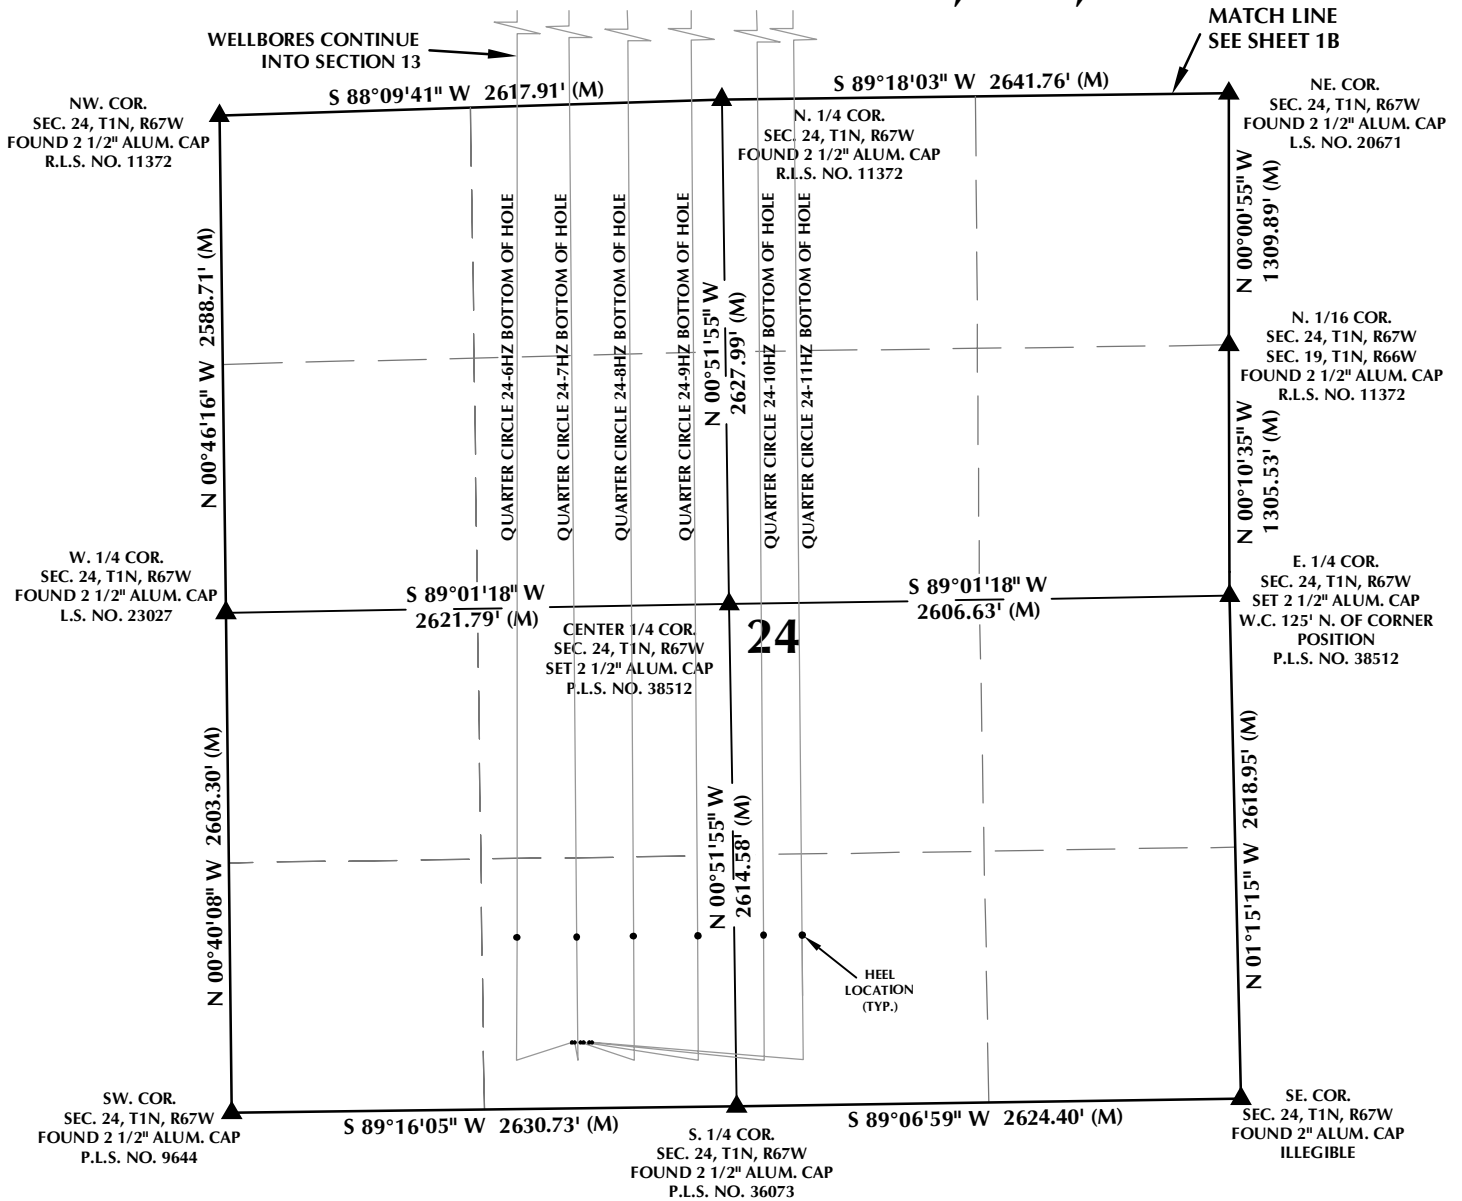 MATCH LINE
SEE SHEET 1B
WELLBORES CONTINUE
INTO SECTION 13
S 88°09'41" W 2617.91' (M)
S 89°18'03" W 2641.76' (M)
NW. COR.
SEC. 24, T1N, R67W
FOUND 2 1/2" ALUM. CAP
R.L.S. NO. 11372
N. 1/4 COR.
SEC. 24, T1N, R67W
FOUND 2 1/2" ALUM. CAP
R.L.S. NO. 11372
NE. COR.
SEC. 24, T1N, R67W
FOUND 2 1/2" ALUM. CAP
L.S. NO. 20671
N 00°46'16" W 2588.71' (M)
QUARTER CIRCLE 24-6HZ BOTTOM OF HOLE
QUARTER CIRCLE 24-7HZ BOTTOM OF HOLE
QUARTER CIRCLE 24-8HZ BOTTOM OF HOLE
QUARTER CIRCLE 24-9HZ BOTTOM OF HOLE
N 00°51'55" W
2627.99' (M)
QUARTER CIRCLE 24-10HZ BOTTOM OF HOLE
QUARTER CIRCLE 24-11HZ BOTTOM OF HOLE
N 00°00'55" W
1309.89' (M)
N. 1/16 COR.
SEC. 24, T1N, R67W
SEC. 19, T1N, R66W
FOUND 2 1/2" ALUM. CAP
R.L.S. NO. 11372
N 00°10'35" W
1305.53' (M)
W. 1/4 COR.
SEC. 24, T1N, R67W
FOUND 2 1/2" ALUM. CAP
L.S. NO. 23027
S 89°01'18" W
2621.79' (M)
CENTER 1/4 COR.
SEC. 24, T1N, R67W
SET 2 1/2" ALUM. CAP
P.L.S. NO. 38512
24
S 89°01'18" W
2606.63' (M)
E. 1/4 COR.
SEC. 24, T1N, R67W
SET 2 1/2" ALUM. CAP
W.C. 125' N. OF CORNER
POSITION
P.L.S. NO. 38512
N 00°40'08" W 2603.30' (M)
N 00°51'55" W
2614.58' (M)
N 01°15'15" W 2618.95' (M)
HEEL
LOCATION
(TYP.)
SW. COR.
SEC. 24, T1N, R67W
FOUND 2 1/2" ALUM. CAP
P.L.S. NO. 9644
S 89°16'05" W 2630.73' (M)
S. 1/4 COR.
SEC. 24, T1N, R67W
FOUND 2 1/2" ALUM. CAP
P.L.S. NO. 36073
S 89°06'59" W 2624.40' (M)
SE. COR.
SEC. 24, T1N, R67W
FOUND 2" ALUM. CAP
ILLEGIBLE